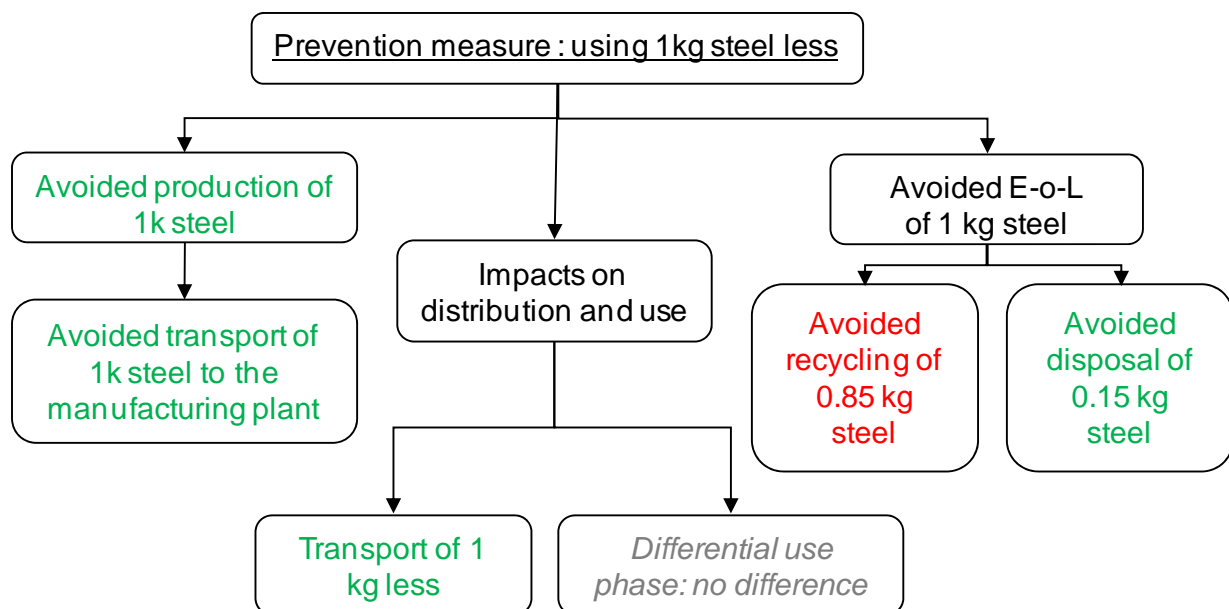 Prevention measure : using 1kg steel less
Avoided production of
1k steel
Avoided E-o-L
of 1 kg steel
Impacts on
distribution and use
Avoided transport of
1k steel to the
manufacturing plant
Avoided
recycling of
0.85 kg
steel
Avoided
disposal of
0.15 kg
steel
Transport of 1
kg less
Differential use
phase: no difference